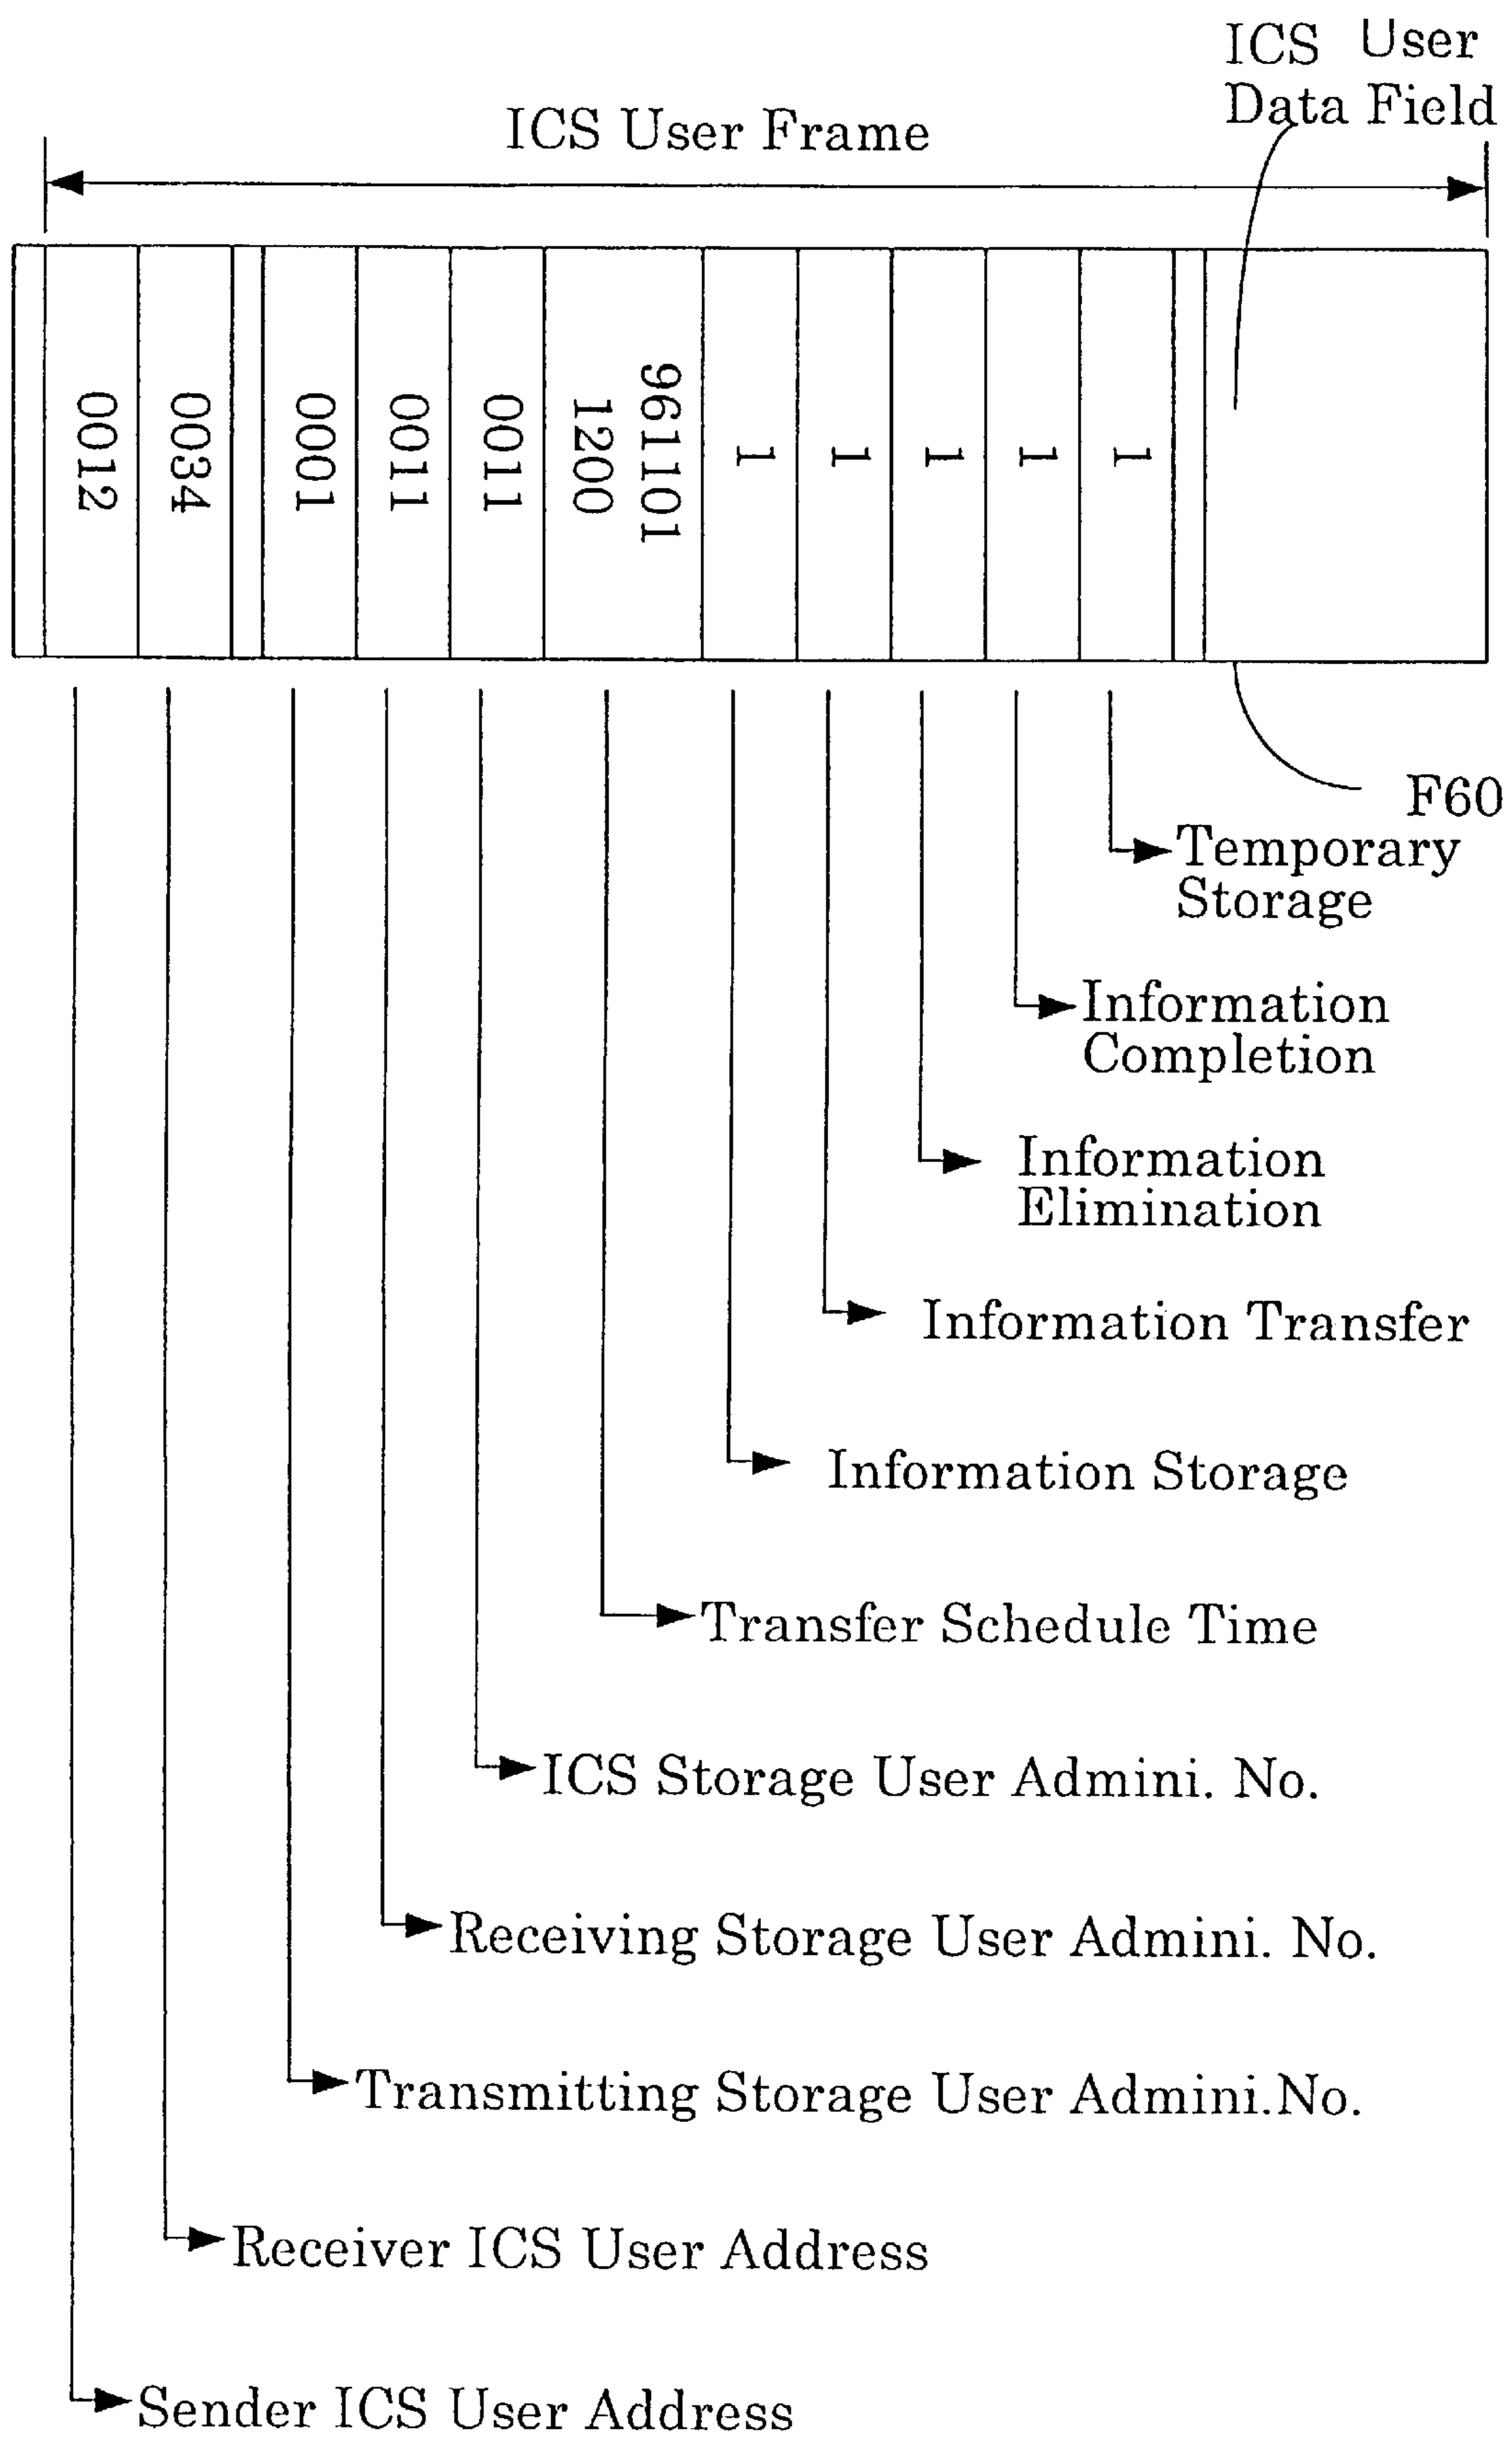 ICS User
Data Field
ICS User Frame
0012
0034
0001
0011
0011
961101
1200
1
1
1
1
1
F60
Temporary
Storage
Information
Completion
Information
Elimination
Information Transfer
Information Storage
Transfer Schedule Time
ICS Storage User Admini. No.
Receiving Storage User Admini. No.
Transmitting Storage User Admini.No.
Receiver ICS User Address
Sender ICS User Address